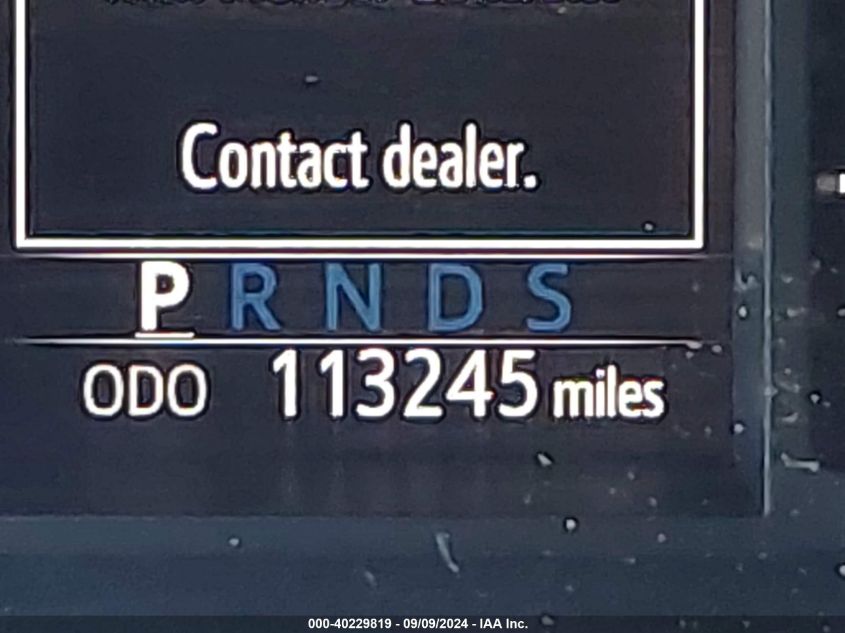 Contact dealer.
P R N D S
ODO 113245 miles
000-40229819 - 09/09/2024 - IAA Inc.